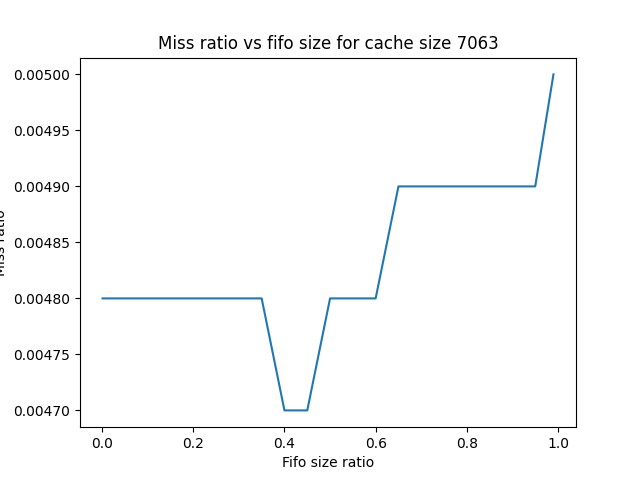 Miss ratio vs fifo size for cache size 7063
0.00500
0.00495
0.00490
0.00485
0.00480
0.00475
0.00470
Miss ratio
0.0 0.2 0.4 0.6 0.8 1.0
Fifo size ratio